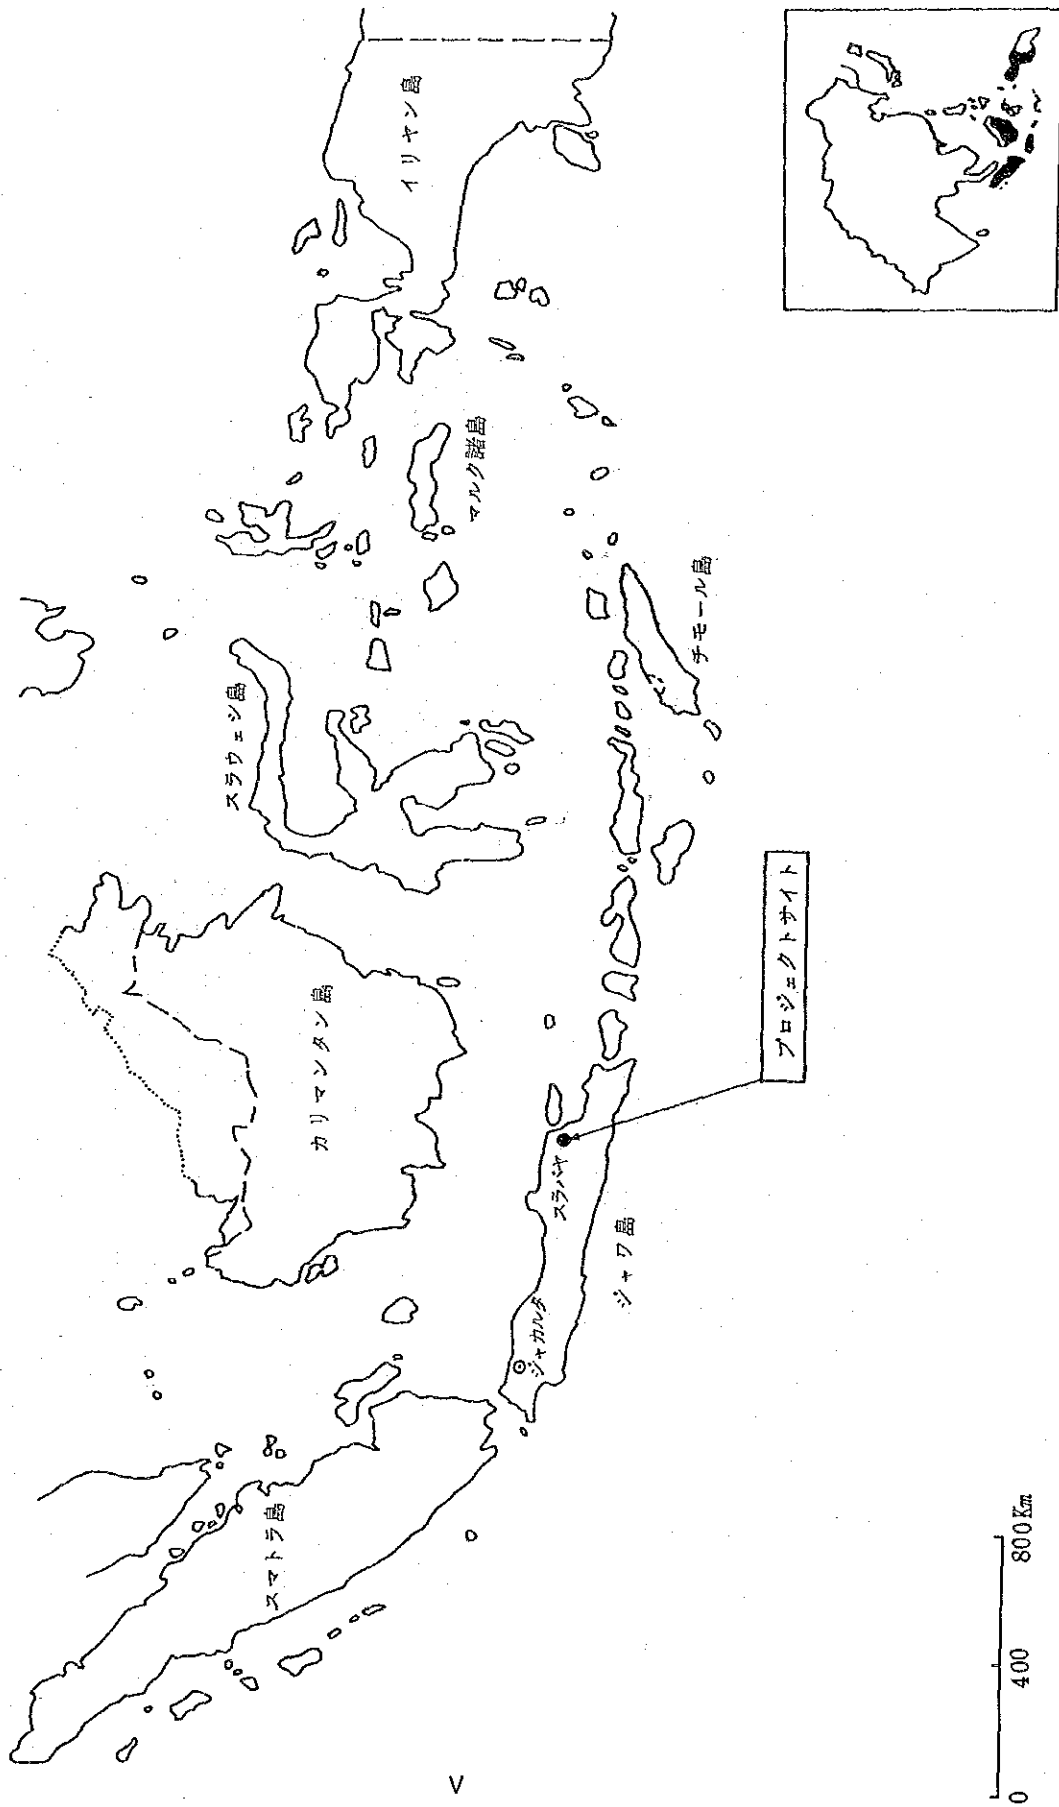 イリヤン島
マルク諸島
スラウェシ島
チモール島
カリマンタン島
プロジェクトサイト
スラバヤ
ジャワ島
ジャカルタ
スマトラ島
0 400 800Km
V